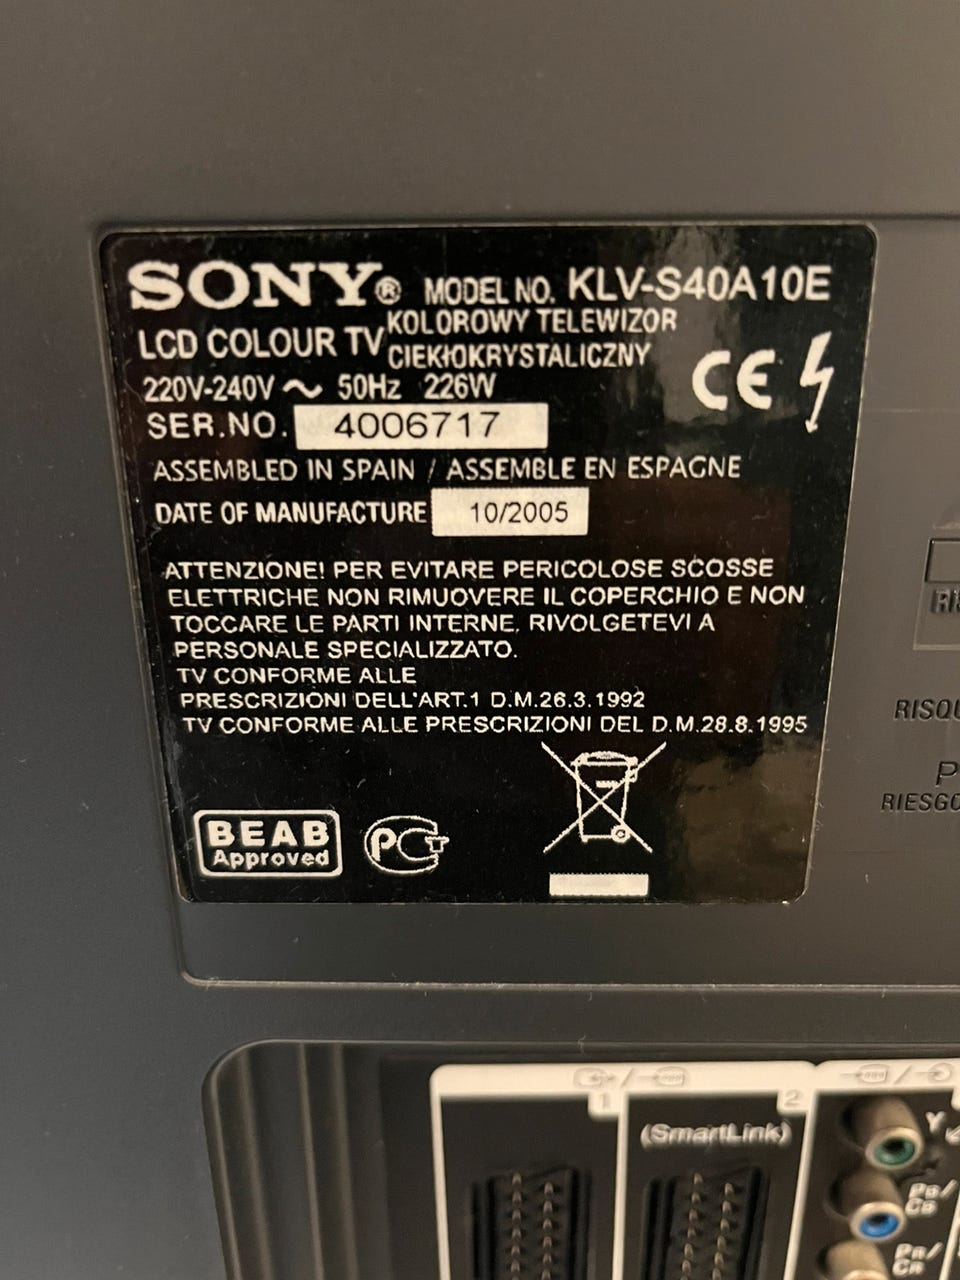 SONY® MODEL NO. KLV-S40A10E
LCD COLOUR TV KOLOROWY TELEWIZOR
CIEKŁOKRYSTALICZNY
220V-240V ~ 50Hz 226W
CE
SER.NO. 4006717
ASSEMBLED IN SPAIN / ASSEMBLE EN ESPAGNE
DATE OF MANUFACTURE 10/2005
ATTENZIONE! PER EVITARE PERICOLOSE SCOSSE
ELETTRICHE NON RIMUOVERE IL COPERCHIO E NON
TOCCARE LE PARTI INTERNE, RIVOLGETEVI A
PERSONALE SPECIALIZZATO.
TV CONFORME ALLE
PRESCRIZIONI DELL'ART.1 D.M.26.3.1992
TV CONFORME ALLE PRESCRIZIONI DEL D.M.28.8.1995
BEAB
Approved
PCT
1
2
(SmartLink)
Y
PB/
CB
PR/
CR